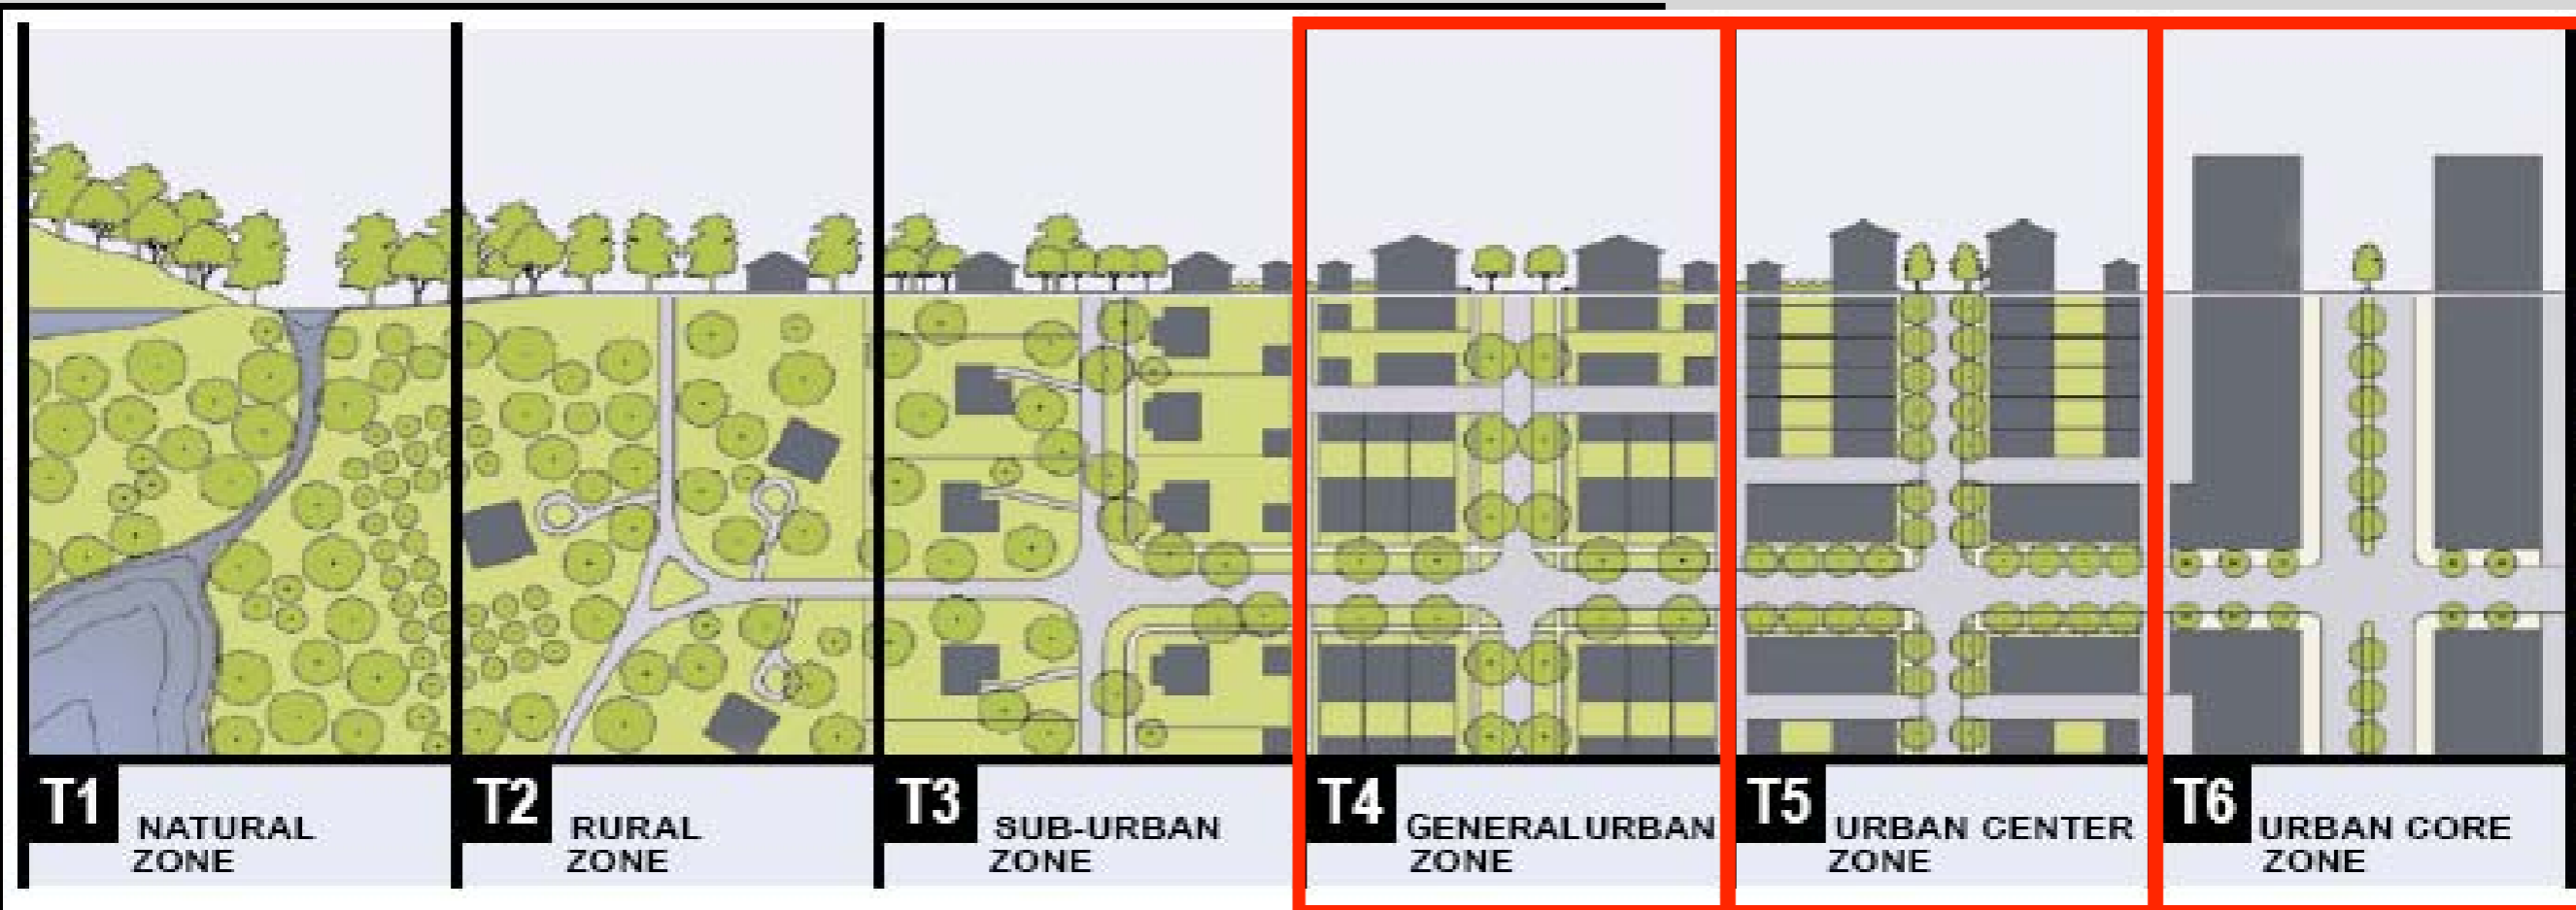 T1 NATURAL
ZONE
T2 RURAL
ZONE
T3 SUB-URBAN
ZONE
T4 GENERALURBAN
ZONE
T5 URBAN CENTER
ZONE
T6 URBAN CORE
ZONE